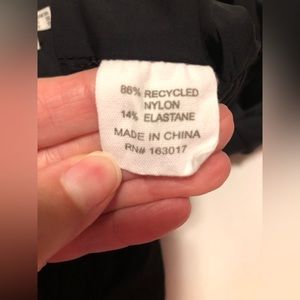 86% RECYCLED
NYLON
14% ELASTANE
MADE IN CHINA
RN# 163017